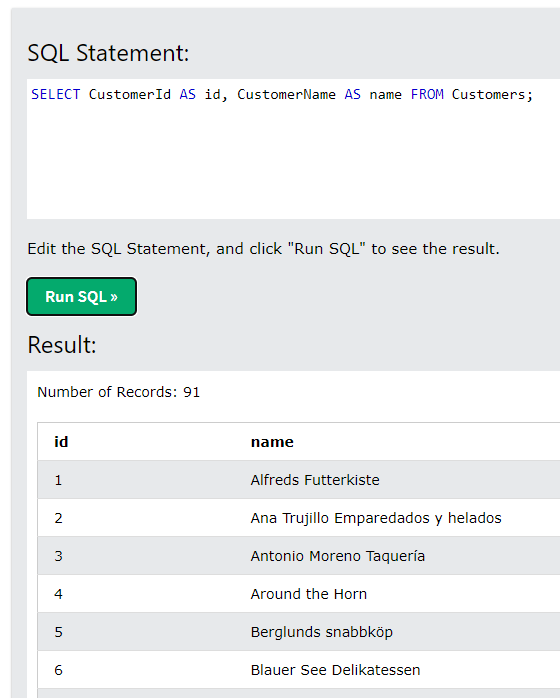 SQL Statement:
SELECT CustomerId AS id, CustomerName AS name FROM Customers;
Edit the SQL Statement, and click "Run SQL" to see the result.
Run SQL »
Result:
Number of Records: 91
id name
1 Alfreds Futterkiste
2 Ana Trujillo Emparedados y helados
3 Antonio Moreno Taquería
4 Around the Horn
5 Berglunds snabbköp
6 Blauer See Delikatessen